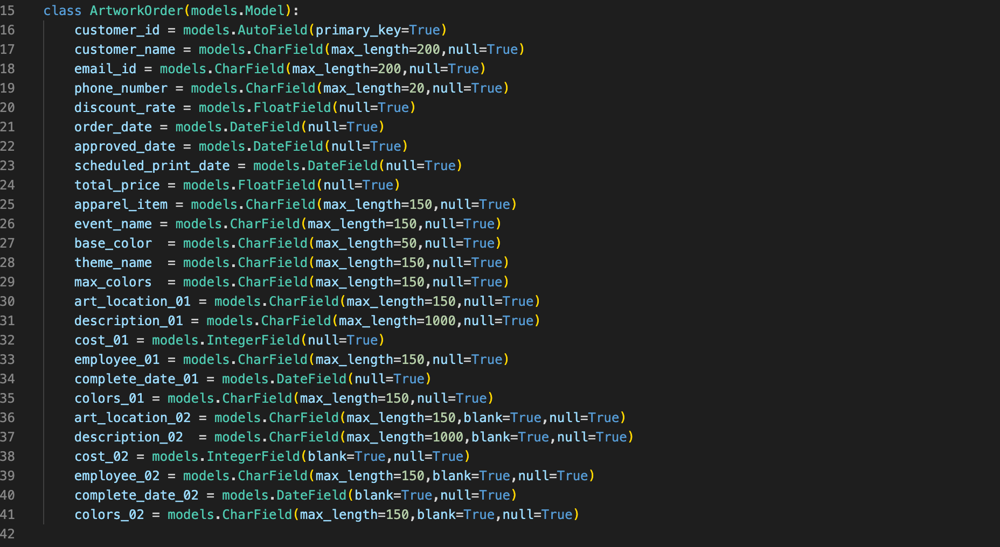 15 class ArtworkOrder(models.Model):
16     customer_id = models.AutoField(primary_key=True)
17     customer_name = models.CharField(max_length=200,null=True)
18     email_id = models.CharField(max_length=200,null=True)
19     phone_number = models.CharField(max_length=20,null=True)
20     discount_rate = models.FloatField(null=True)
21     order_date = models.DateField(null=True)
22     approved_date = models.DateField(null=True)
23     scheduled_print_date = models.DateField(null=True)
24     total_price = models.FloatField(null=True)
25     apparel_item = models.CharField(max_length=150,null=True)
26     event_name = models.CharField(max_length=150,null=True)
27     base_color  = models.CharField(max_length=50,null=True)
28     theme_name  = models.CharField(max_length=150,null=True)
29     max_colors  = models.CharField(max_length=150,null=True)
30     art_location_01 = models.CharField(max_length=150,null=True)
31     description_01 = models.CharField(max_length=1000,null=True)
32     cost_01 = models.IntegerField(null=True)
33     employee_01 = models.CharField(max_length=150,null=True)
34     complete_date_01 = models.DateField(null=True)
35     colors_01 = models.CharField(max_length=150,null=True)
36     art_location_02 = models.CharField(max_length=150,blank=True,null=True)
37     description_02  = models.CharField(max_length=1000,blank=True,null=True)
38     cost_02 = models.IntegerField(blank=True,null=True)
39     employee_02 = models.CharField(max_length=150,blank=True,null=True)
40     complete_date_02 = models.DateField(blank=True,null=True)
41     colors_02 = models.CharField(max_length=150,blank=True,null=True)
42